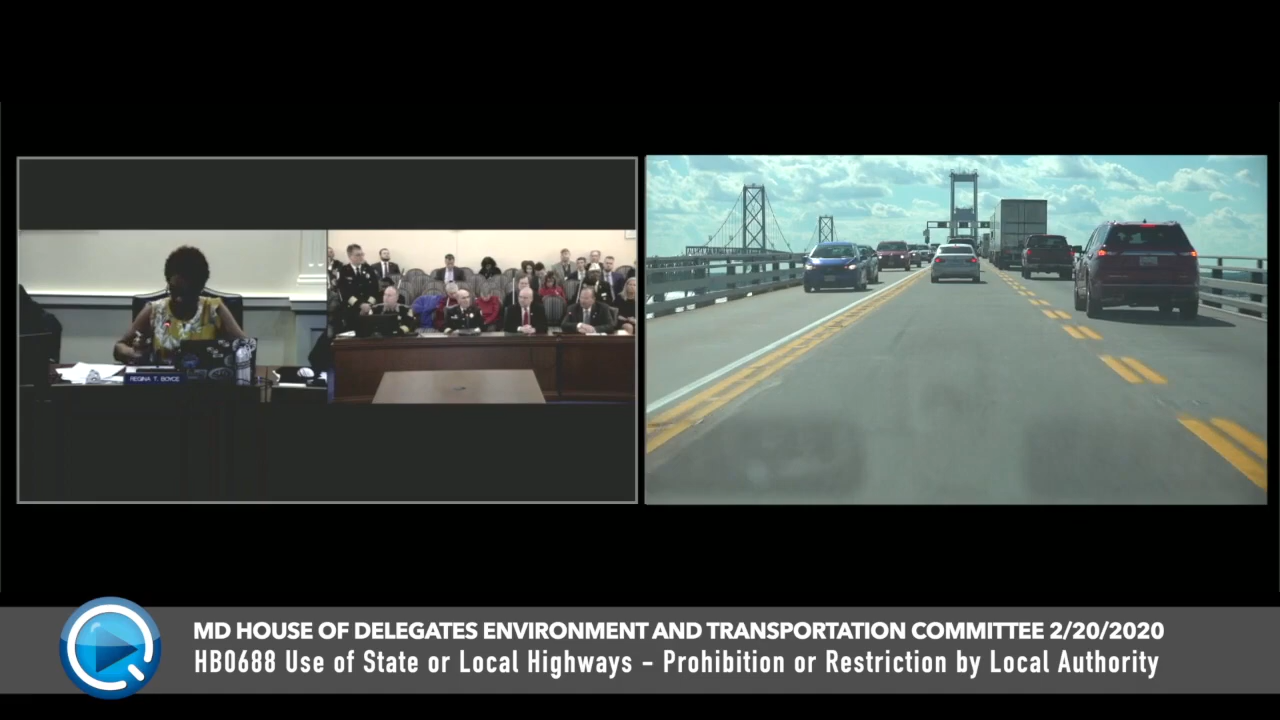 REGINA T. BOYCE
MD HOUSE OF DELEGATES ENVIRONMENT AND TRANSPORTATION COMMITTEE 2/20/2020
HB0688 Use of State or Local Highways – Prohibition or Restriction by Local Authority